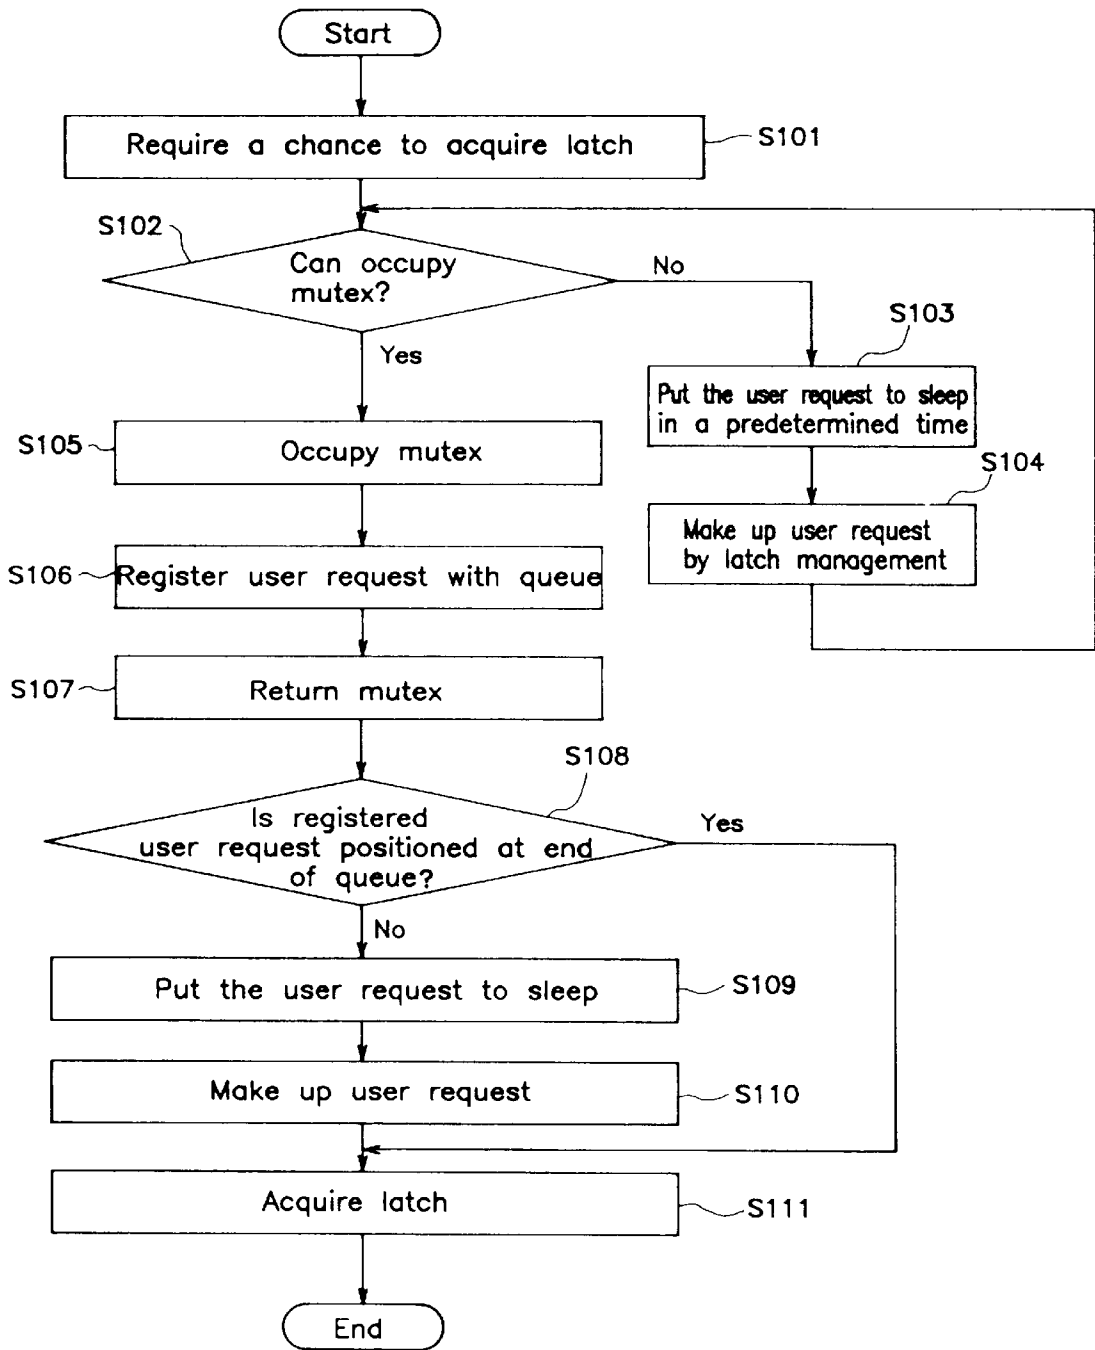 Start
Require a chance to acquire latch
S101
S102
Can occupy
mutex?
No
Yes
S103
Put the user request to sleep
in a predetermined time
S104
Make up user request
by latch management
S105
Occupy mutex
S106
Register user request with queue
S107
Return mutex
S108
Is registered
user request positioned at end
of queue?
Yes
No
Put the user request to sleep
S109
Make up user request
S110
Acquire latch
S111
End